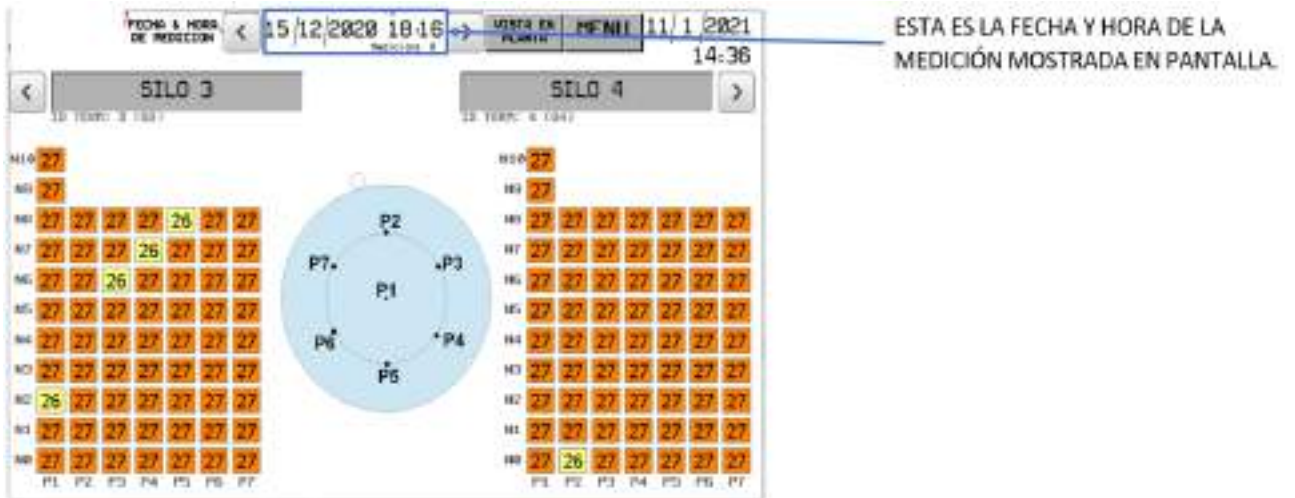 FECHA & HORA
DE MEDICION
< 15/12/2020 18:16 > VISTA EN PLANTA MENU 11/ 1 /2021
14:36
ESTA ES LA FECHA Y HORA DE LA
MEDICIÓN MOSTRADA EN PANTALLA.
< SILO 3
SILO 4 >
N10 27
N9 27
N8 27 27 27 27 26 27 27
N7 27 27 27 26 27 27 27
N6 27 27 26 27 27 27 27
N5 27 27 27 27 27 27 27
N4 27 27 27 27 27 27 27
N3 27 27 27 27 27 27 27
N2 26 27 27 27 27 27 27
N1 27 27 27 27 27 27 27
N0 27 27 27 27 27 27 27
P1 P2 P3 P4 P5 P6 P7
P2
P7
P3
P1
P6
P4
P5
N10 27
N9 27
N8 27 27 27 27 27 27 27
N7 27 27 27 27 27 27 27
N6 27 27 27 27 27 27 27
N5 27 27 27 27 27 27 27
N4 27 27 27 27 27 27 27
N3 27 27 27 27 27 27 27
N2 27 27 27 27 27 27 27
N1 27 27 27 27 27 27 27
N0 27 26 27 27 27 27 27
P1 P2 P3 P4 P5 P6 P7